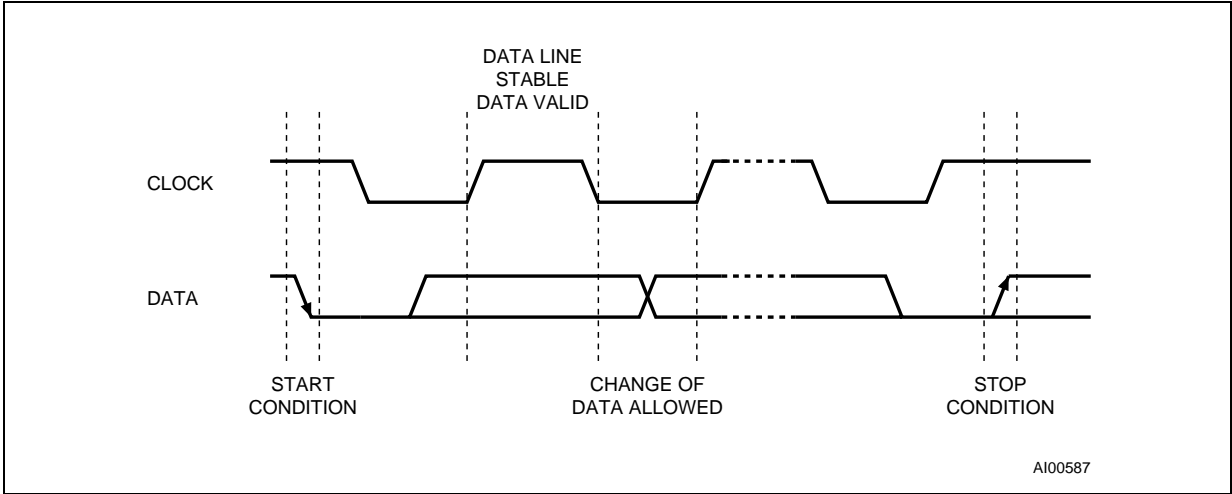 DATA LINE
STABLE
DATA VALID
CLOCK
DATA
START
CONDITION
CHANGE OF
DATA ALLOWED
STOP
CONDITION
AI00587